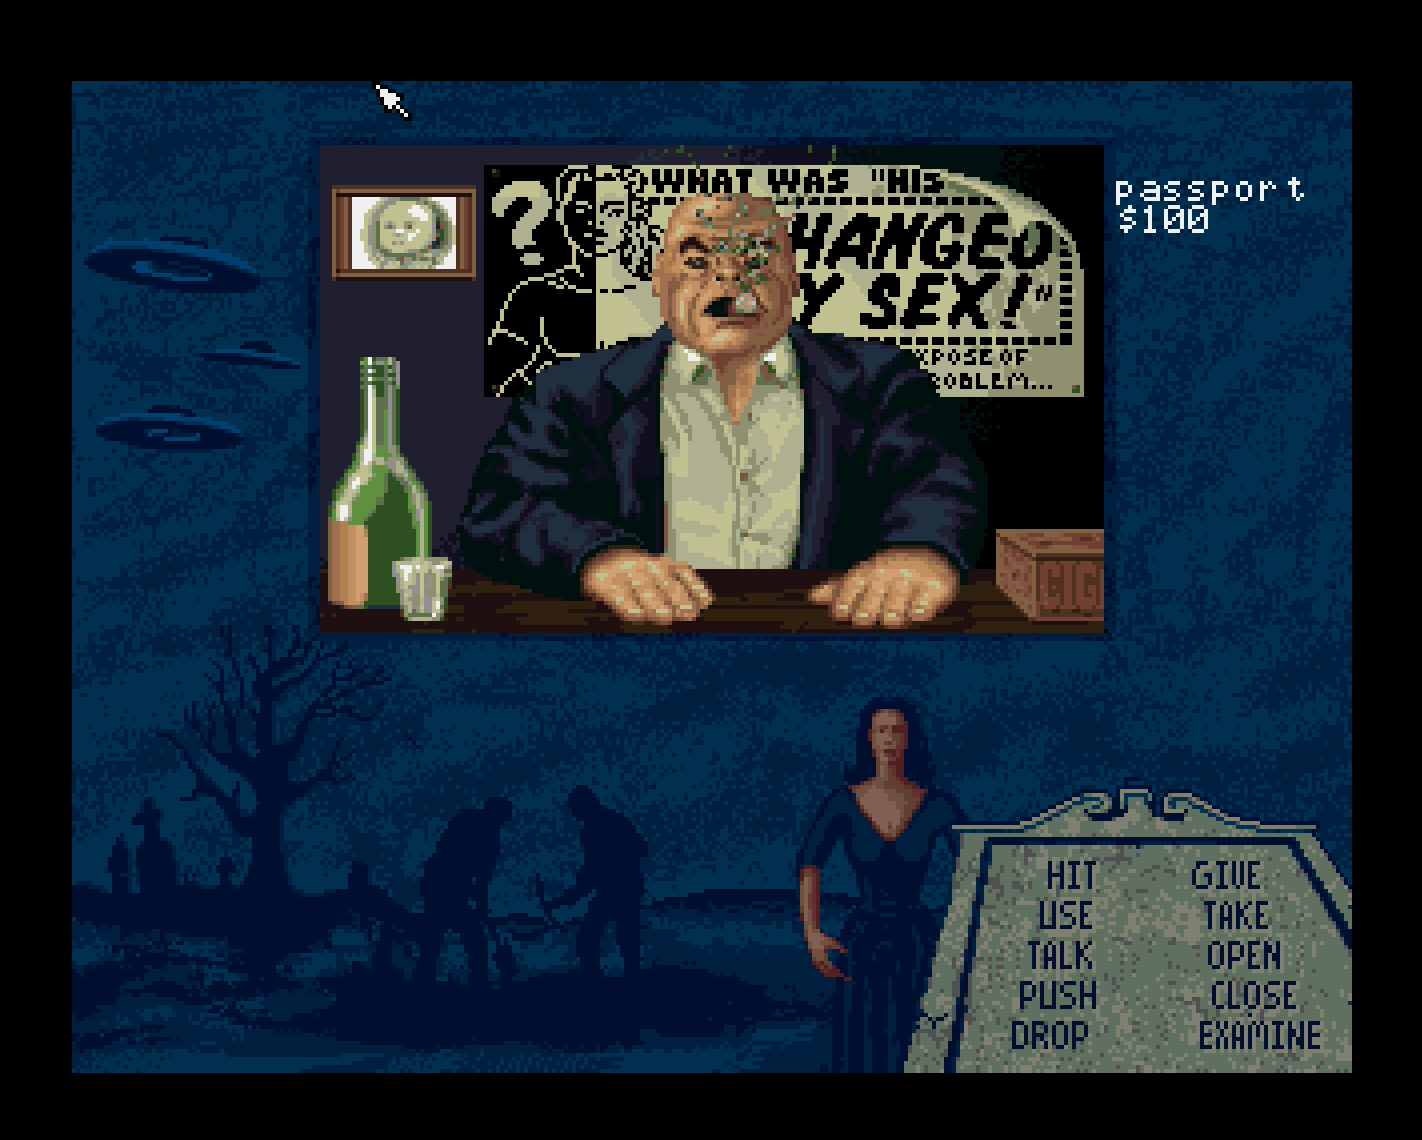 passport
$100
WHAT WAS "HIS
HANGED
Y SEX!"
XPOSE OF
ROBLEM...
CIG
HIT GIVE
USE TAKE
TALK OPEN
PUSH CLOSE
DROP EXAMINE